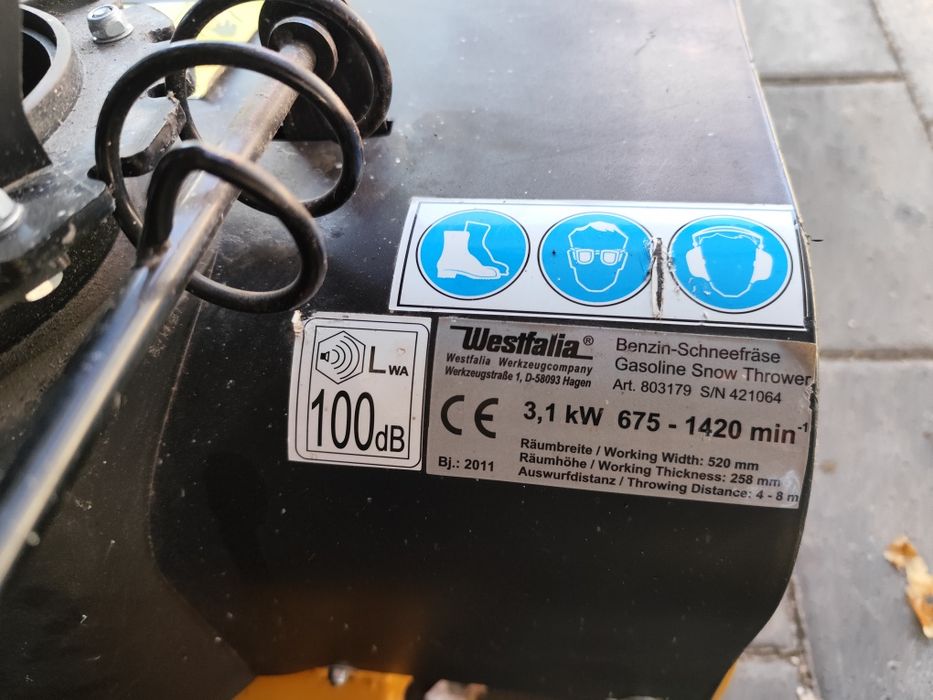 LWA
100dB
Westfalia®
Westfalia Werkzeugcompany
Werkzeugstraße 1, D-58093 Hagen
Benzin-Schneefräse
Gasoline Snow Thrower
Art. 803179 S/N 421064
CE
3,1 kW 675 - 1420 min-1
Bj.: 2011
Räumbreite / Working Width: 520 mm
Räumhöhe / Working Thickness: 258 mm
Auswurfdistanz / Throwing Distance: 4 - 8 m